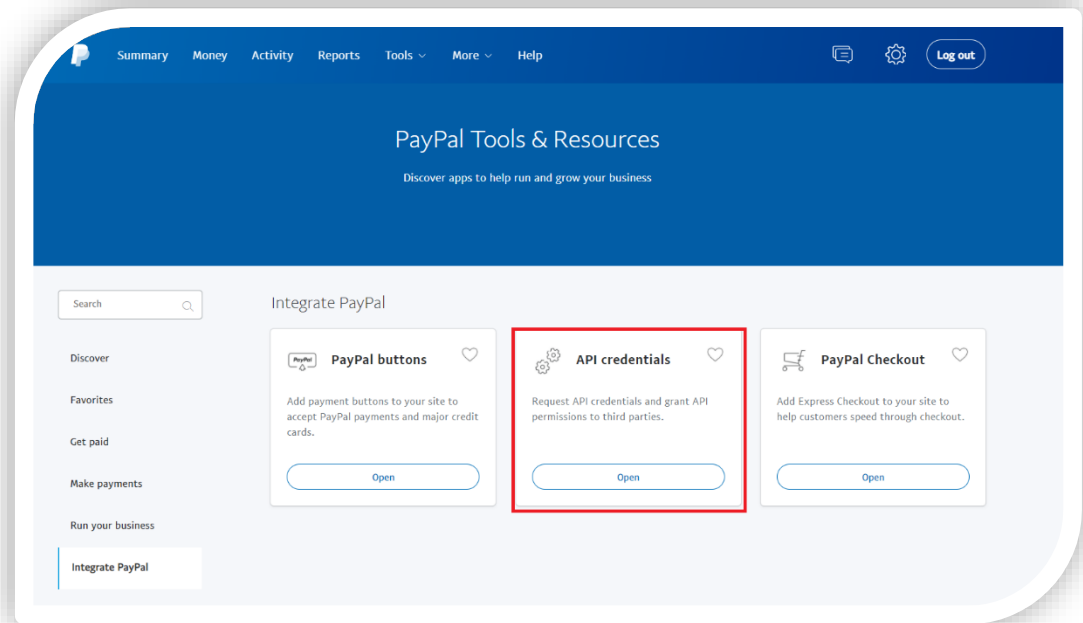 Summary Money Activity Reports Tools More Help Log out
PayPal Tools & Resources
Discover apps to help run and grow your business
Search
Discover
Favorites
Get paid
Make payments
Run your business
Integrate PayPal
Integrate PayPal
PayPal
PayPal buttons
Add payment buttons to your site to
accept PayPal payments and major credit
cards.
Open
API credentials
Request API credentials and grant API
permissions to third parties.
Open
PayPal Checkout
Add Express Checkout to your site to
help customers speed through checkout.
Open